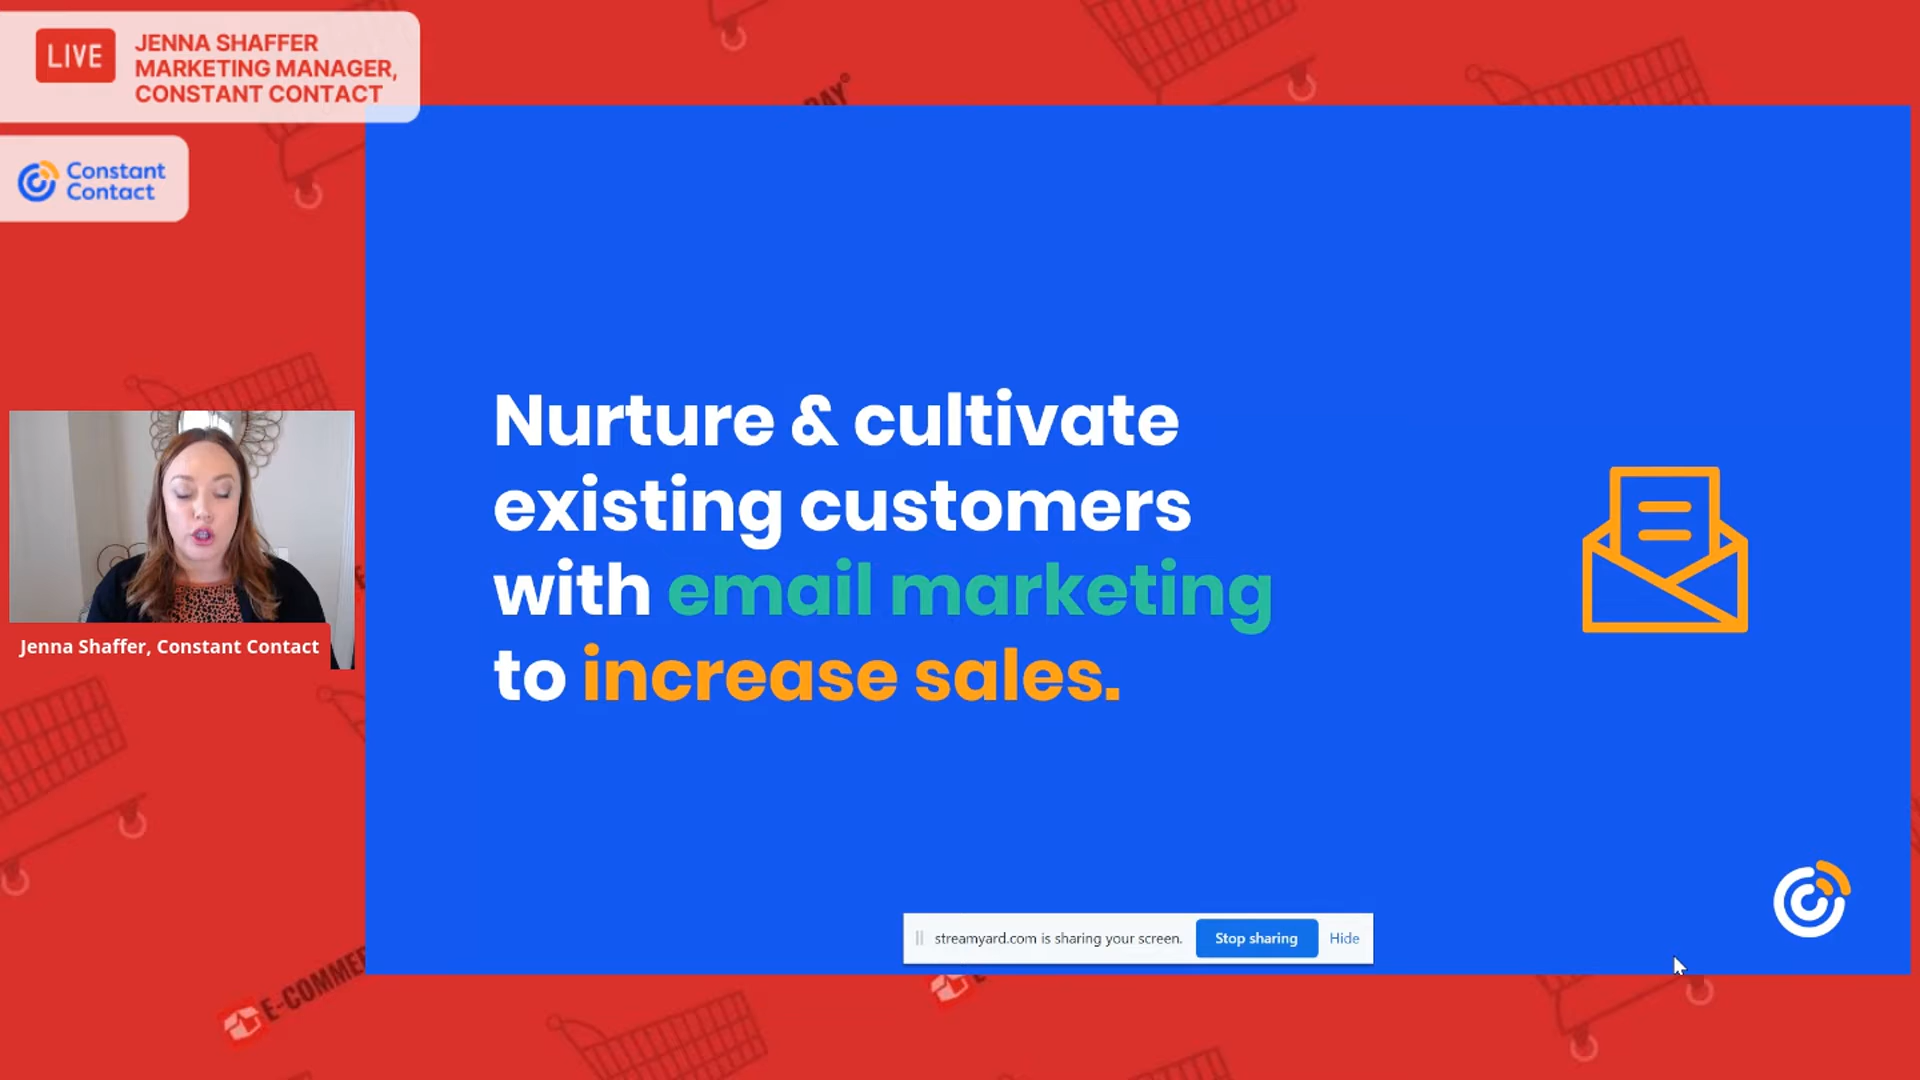 LIVE
JENNA SHAFFER
MARKETING MANAGER,
CONSTANT CONTACT
Constant
Contact
Nurture & cultivate
existing customers
with email marketing
to increase sales.
Jenna Shaffer, Constant Contact
streamyard.com is sharing your screen.
Stop sharing
Hide